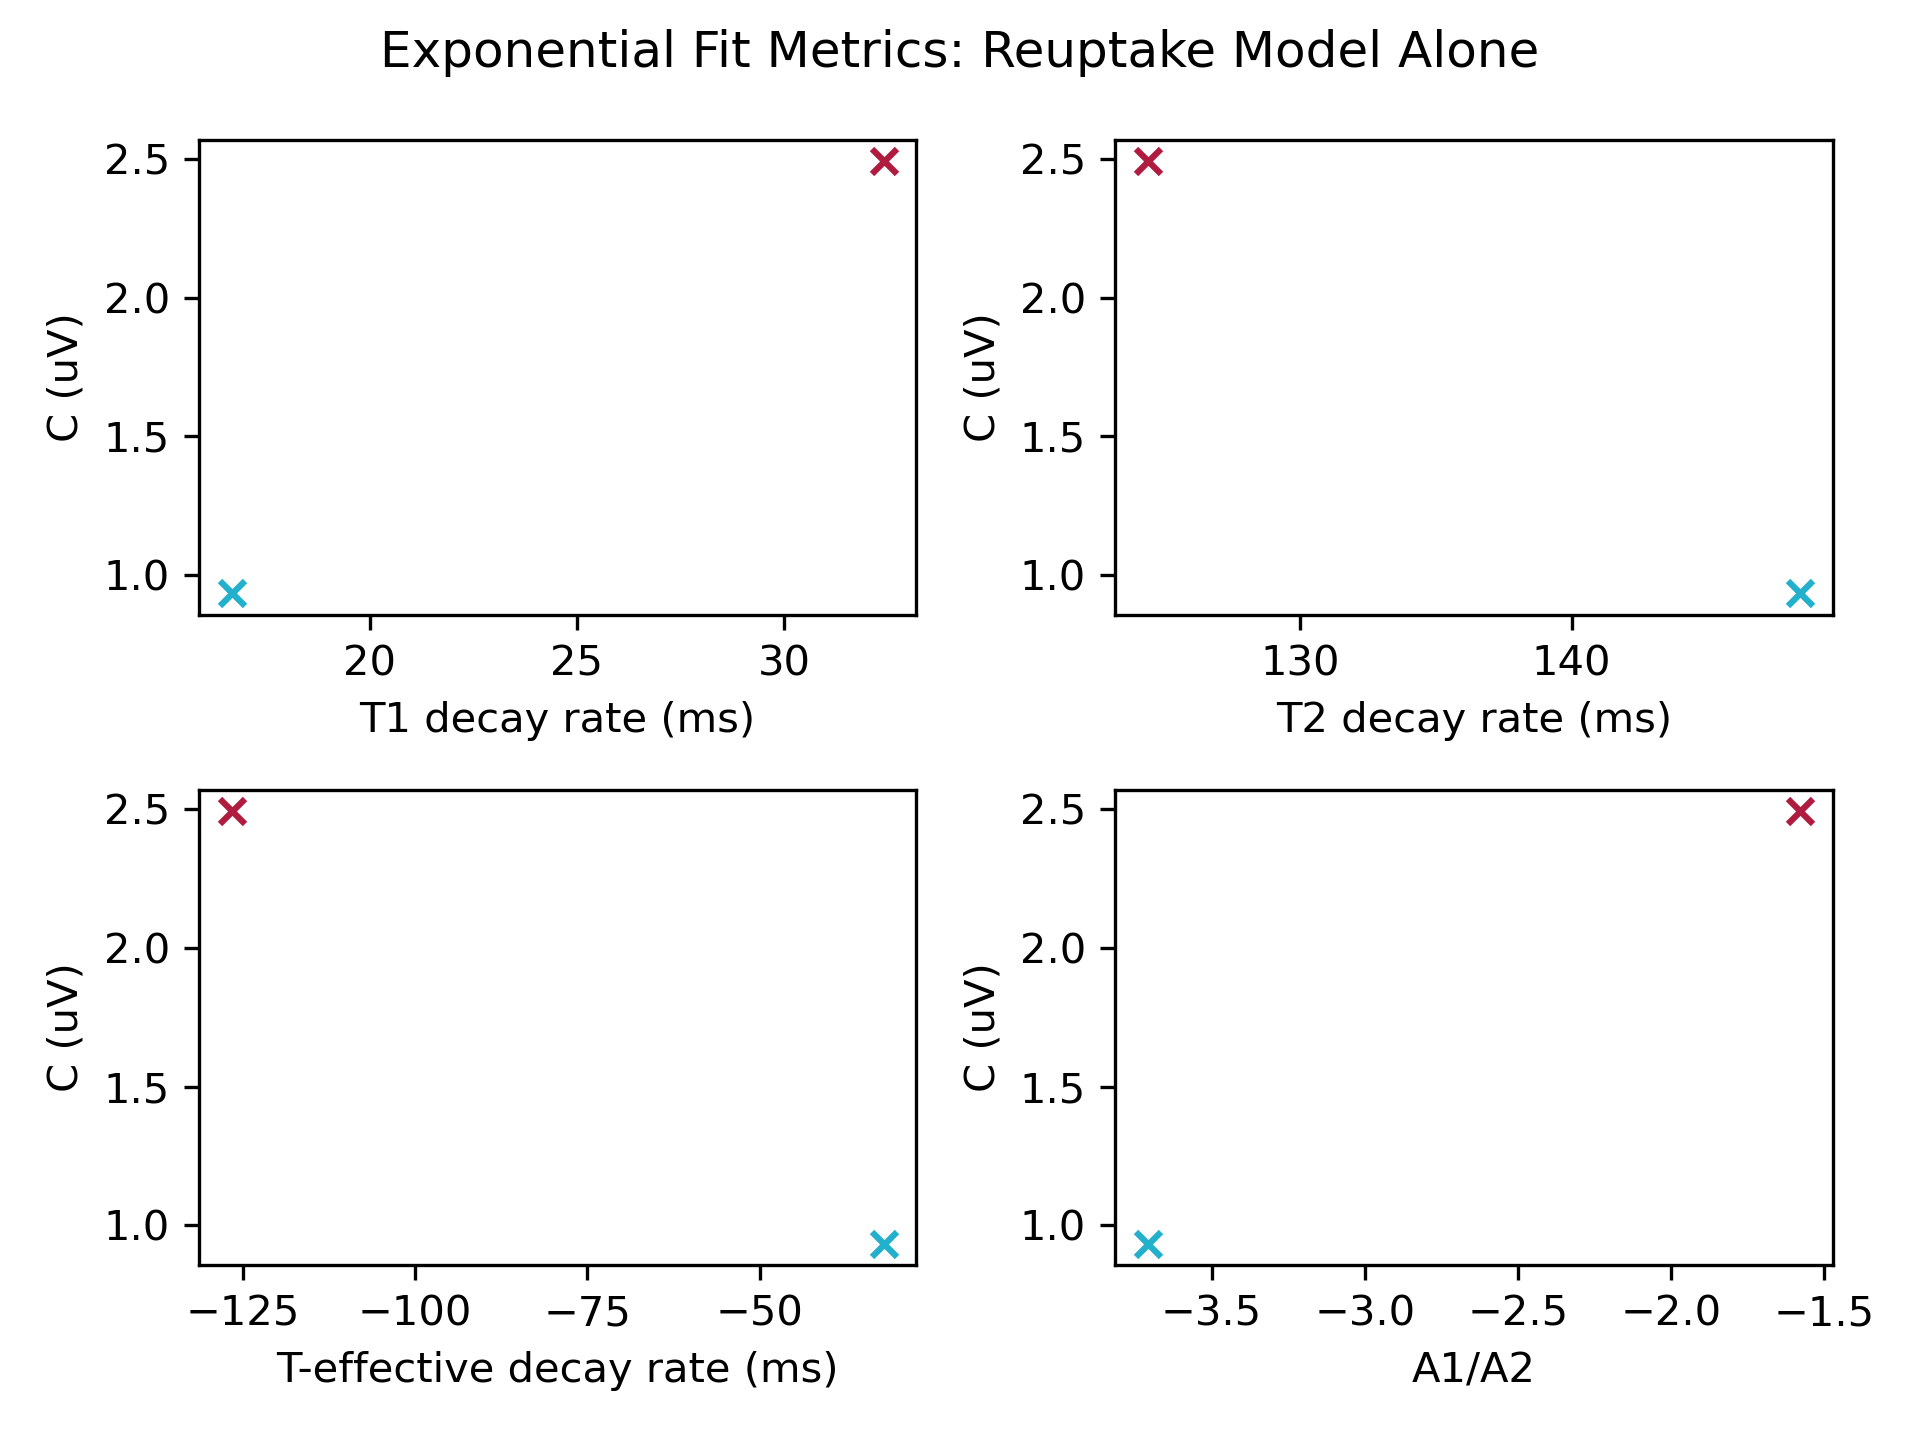 Exponential Fit Metrics: Reuptake Model Alone
2.5
2.0
1.5
1.0
C (uV)
20 25 30
T1 decay rate (ms)
2.5
2.0
1.5
1.0
C (uV)
130 140
T2 decay rate (ms)
2.5
2.0
1.5
1.0
C (uV)
−125 −100 −75 −50
T-effective decay rate (ms)
2.5
2.0
1.5
1.0
C (uV)
−3.5 −3.0 −2.5 −2.0 −1.5
A1/A2